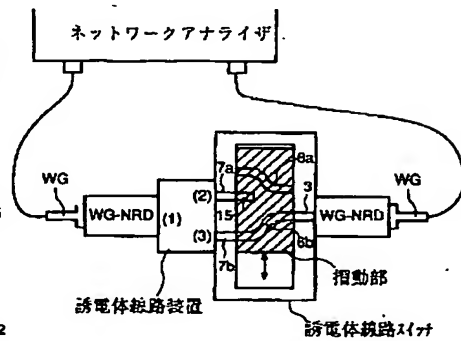 ネットワークアナライザ
7a
8a
WG
3
WG
(2)
WG-NRD
(1)
15
WG-NRD
(3)
8b
7b
摺動部
誘電体線路装置
誘電体線路スイッチ